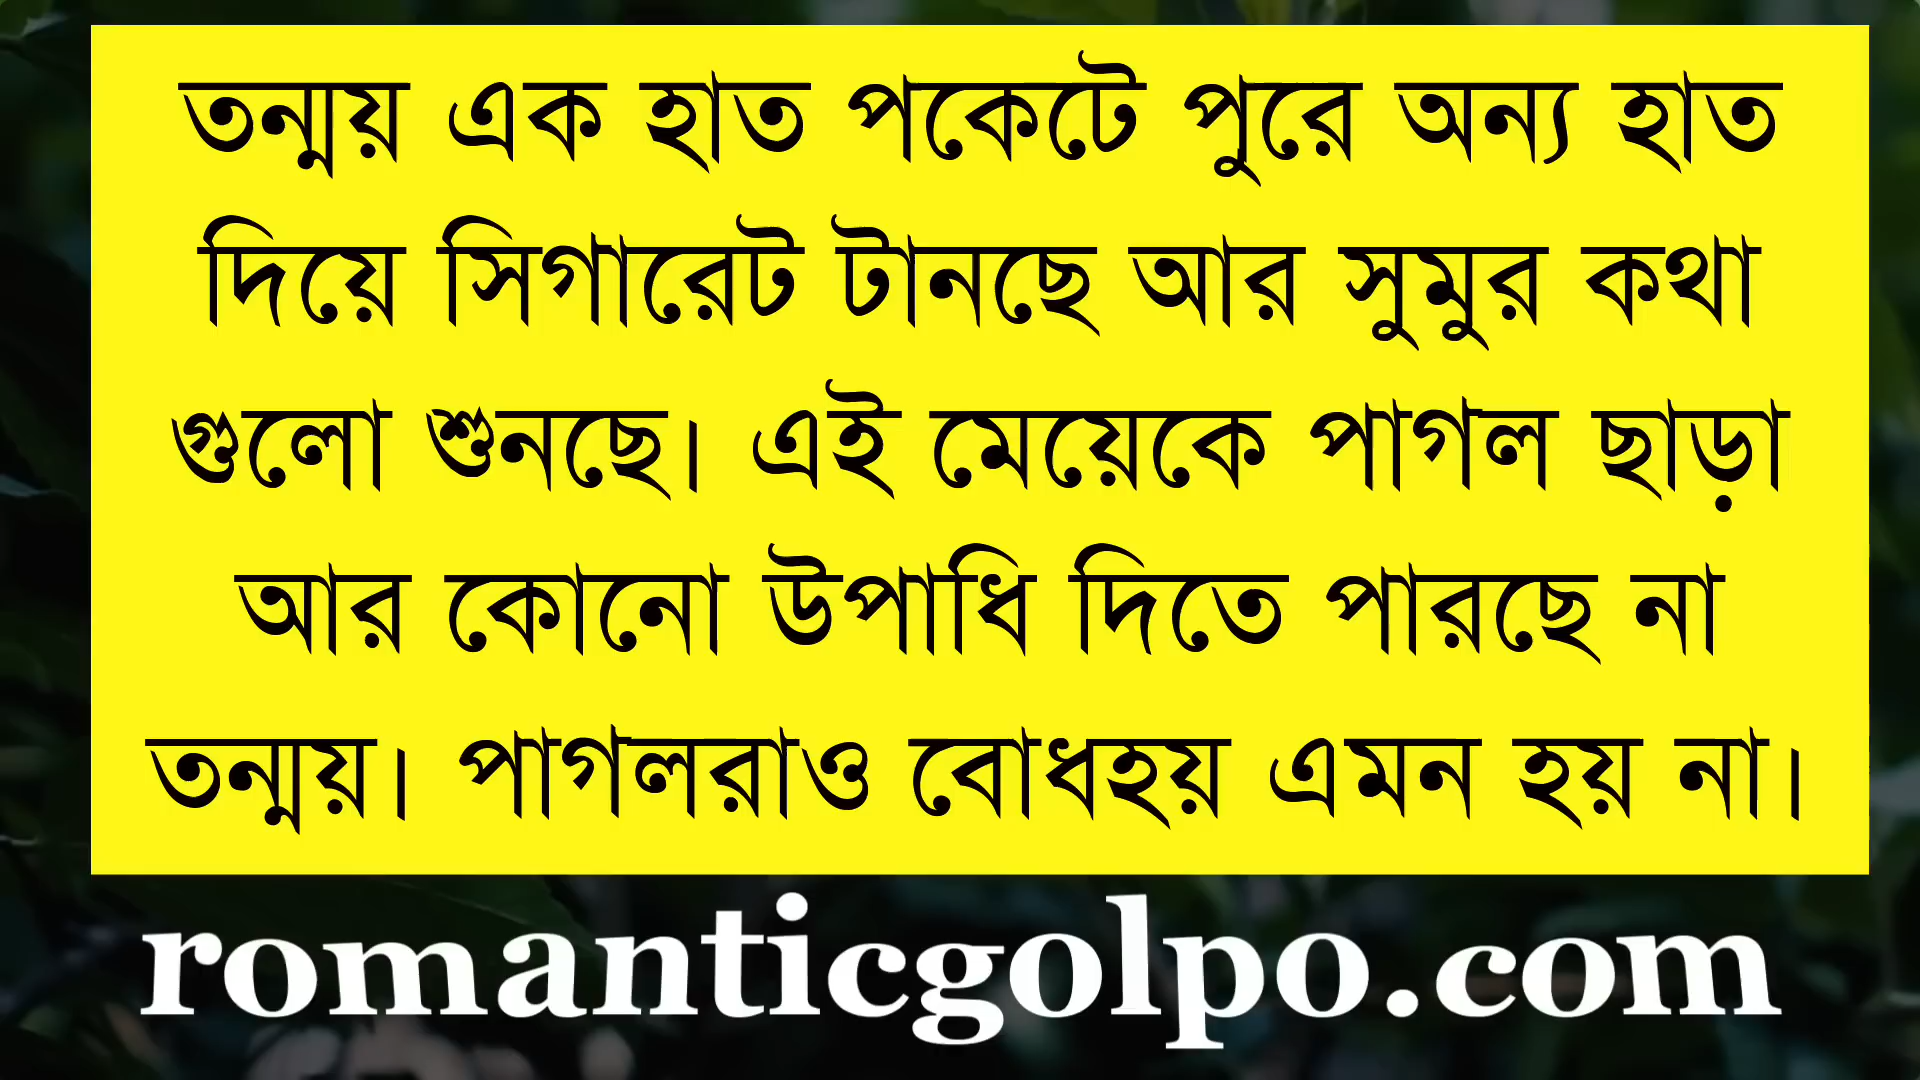 তন্ময় এক হাত পকেটে পুরে অন্য হাত
দিয়ে সিগারেট টানছে আর সুমুর কথা
গুলো শুনছে। এই মেয়েকে পাগল ছাড়া
আর কোনো উপাধি দিতে পারছে না
তন্ময়। পাগলরাও বোধহয় এমন হয় না।
romanticgolpo.com